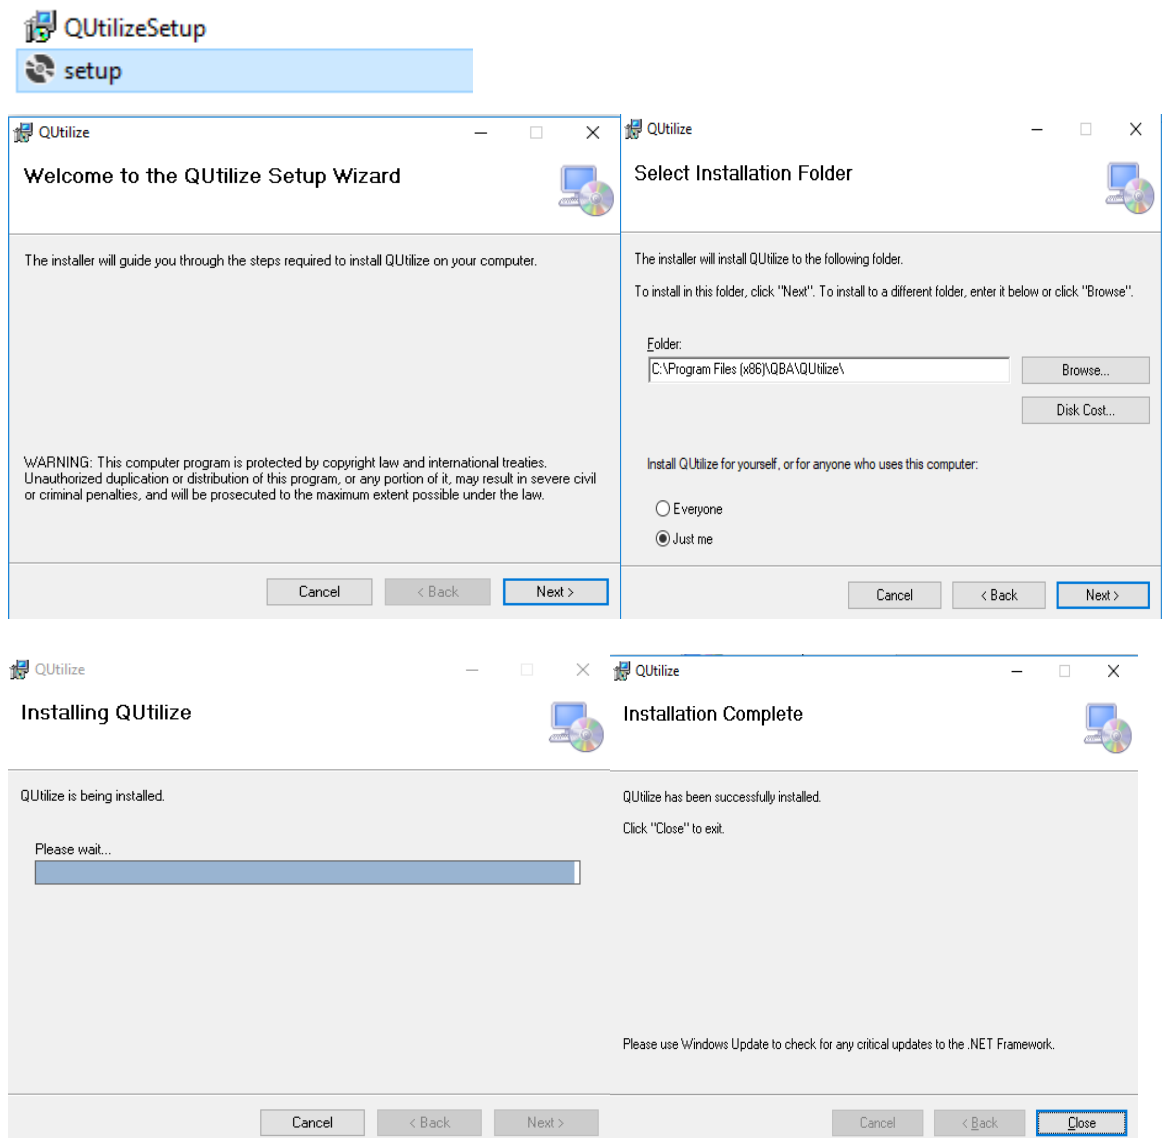 QUtilizeSetup
setup
QUtilize
Welcome to the QUtilize Setup Wizard
The installer will guide you through the steps required to install QUtilize on your computer.
WARNING: This computer program is protected by copyright law and international treaties.
Unauthorized duplication or distribution of this program, or any portion of it, may result in severe civil
or criminal penalties, and will be prosecuted to the maximum extent possible under the law.
Cancel
< Back
Next >
QUtilize
Select Installation Folder
The installer will install QUtilize to the following folder.
To install in this folder, click "Next". To install to a different folder, enter it below or click "Browse".
Folder:
C:\Program Files (x86)\QBA\QUtilize\
Browse...
Disk Cost...
Install QUtilize for yourself, or for anyone who uses this computer:
Everyone
Just me
Cancel
< Back
Next >
QUtilize
Installing QUtilize
QUtilize is being installed.
Please wait...
Cancel
< Back
Next >
QUtilize
Installation Complete
QUtilize has been successfully installed.
Click "Close" to exit.
Please use Windows Update to check for any critical updates to the .NET Framework.
Cancel
< Back
Close